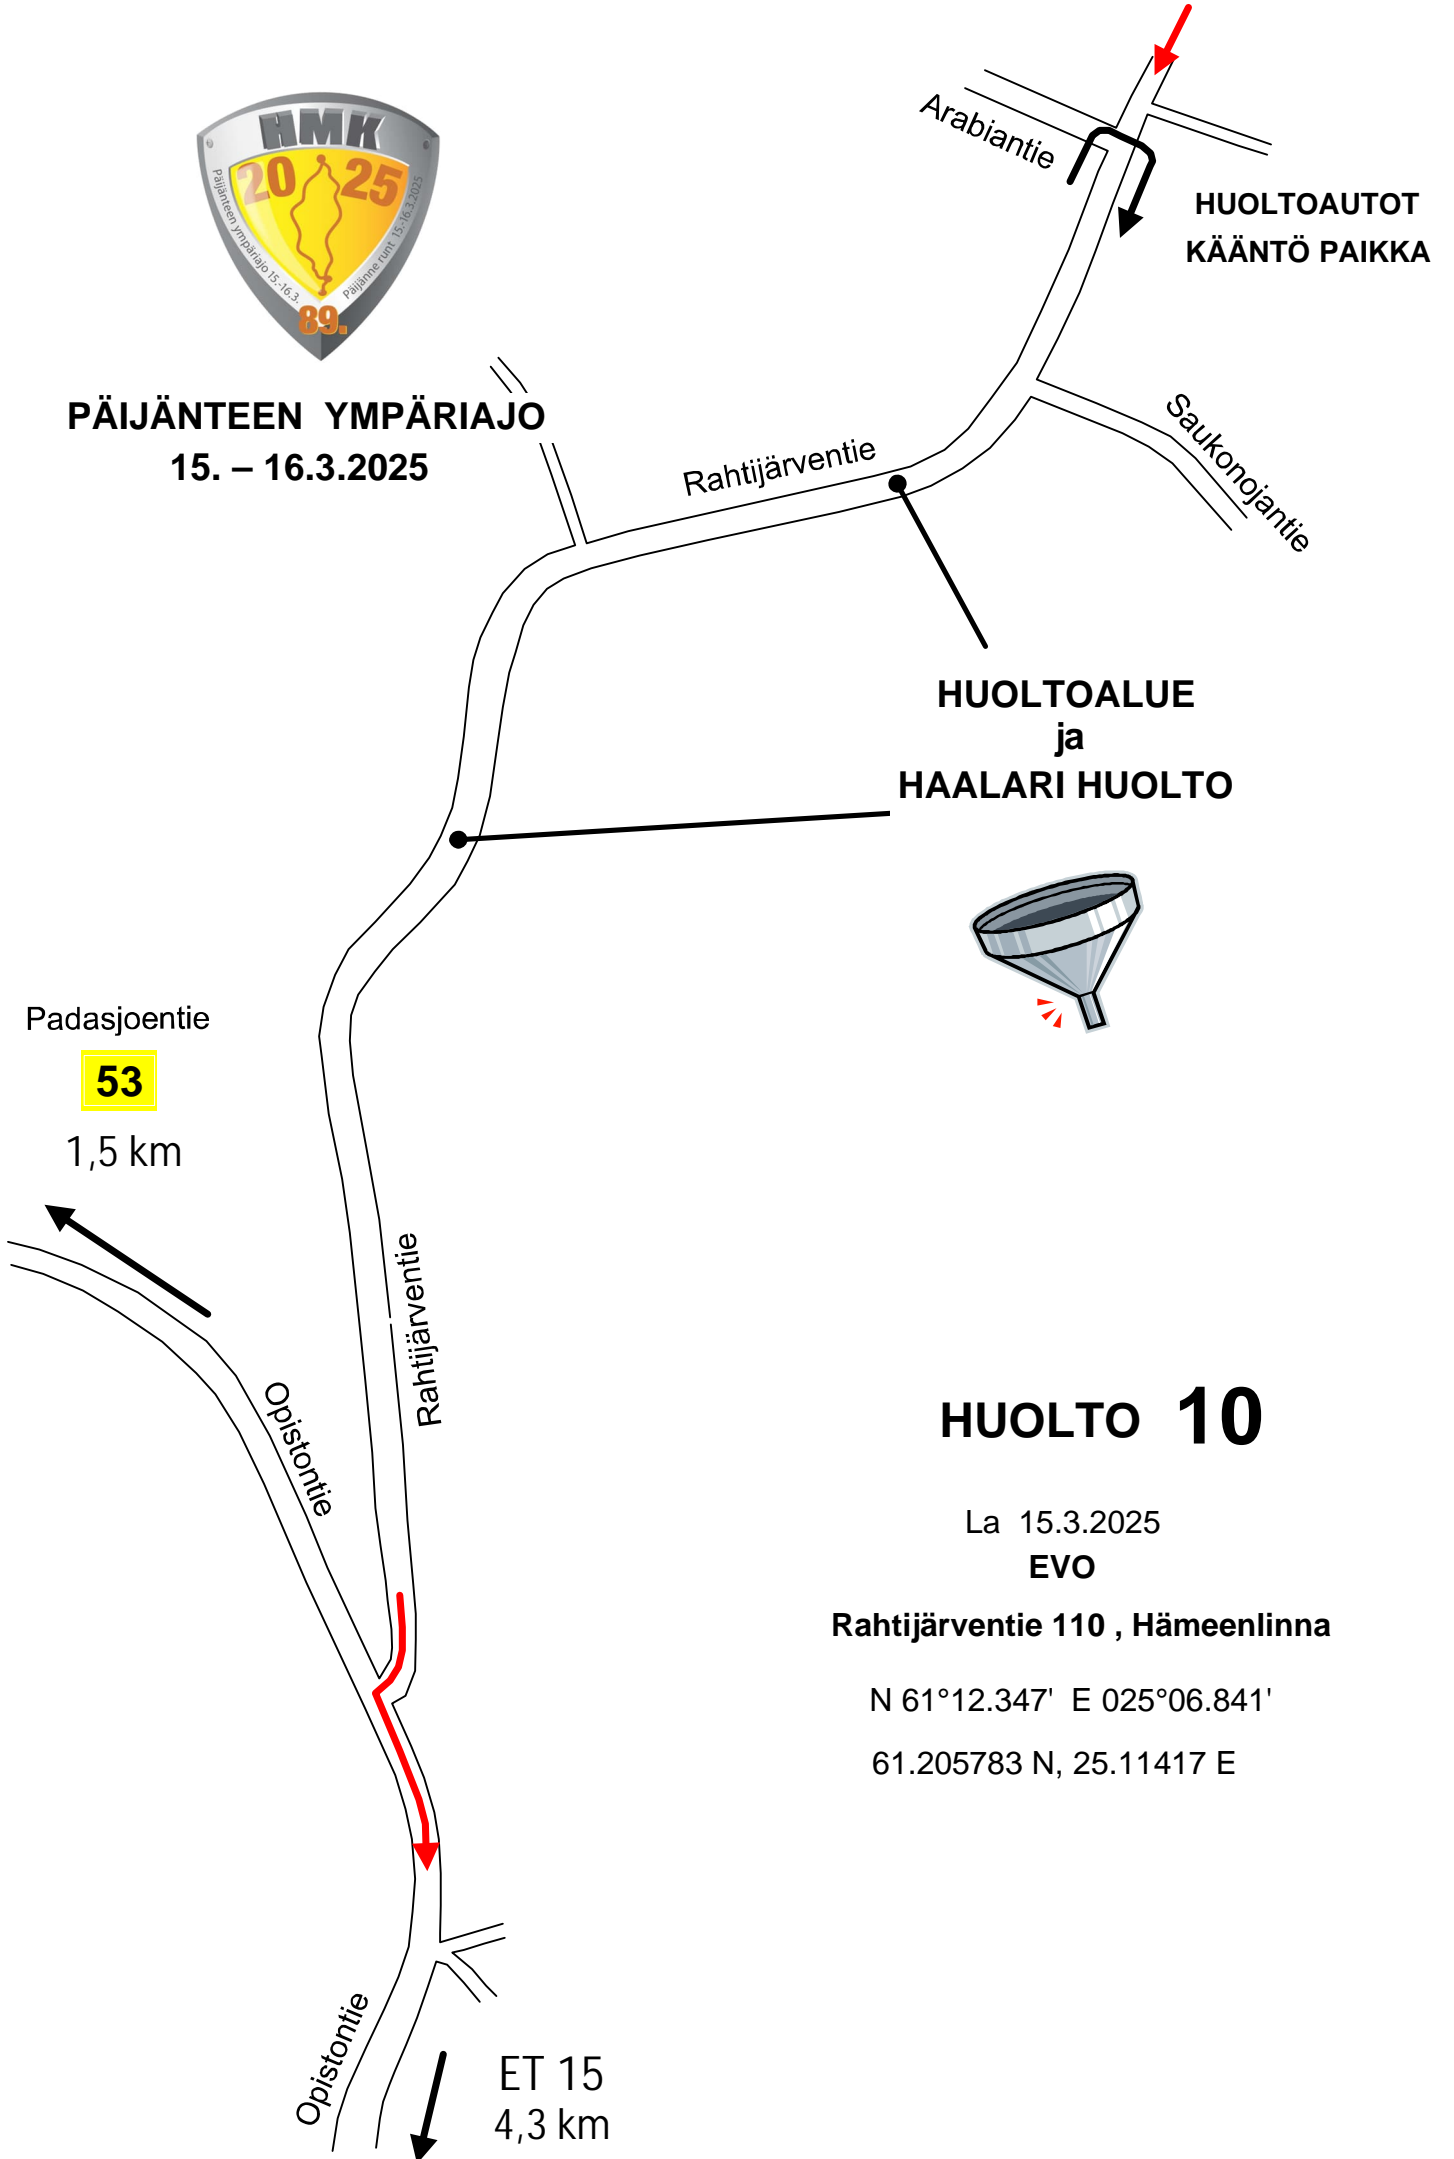 HMK
20 25
Päijänteen ympäriajo 15.-16.3.
Päijänne runt 15.-16.3.2025
89.
PÄIJÄNTEEN YMPÄRIAJO
15. – 16.3.2025
Arabiantie
HUOLTOAUTOT
KÄÄNTÖ PAIKKA
Saukonojantie
Rahtijärventie
HUOLTOALUE
ja
HAALARI HUOLTO
Padasjoentie
53
1,5 km
Rahtijärventie
Opistontie
HUOLTO 10
La 15.3.2025
EVO
Rahtijärventie 110 , Hämeenlinna
N 61°12.347' E 025°06.841'
61.205783 N, 25.11417 E
Opistontie
ET 15
4,3 km